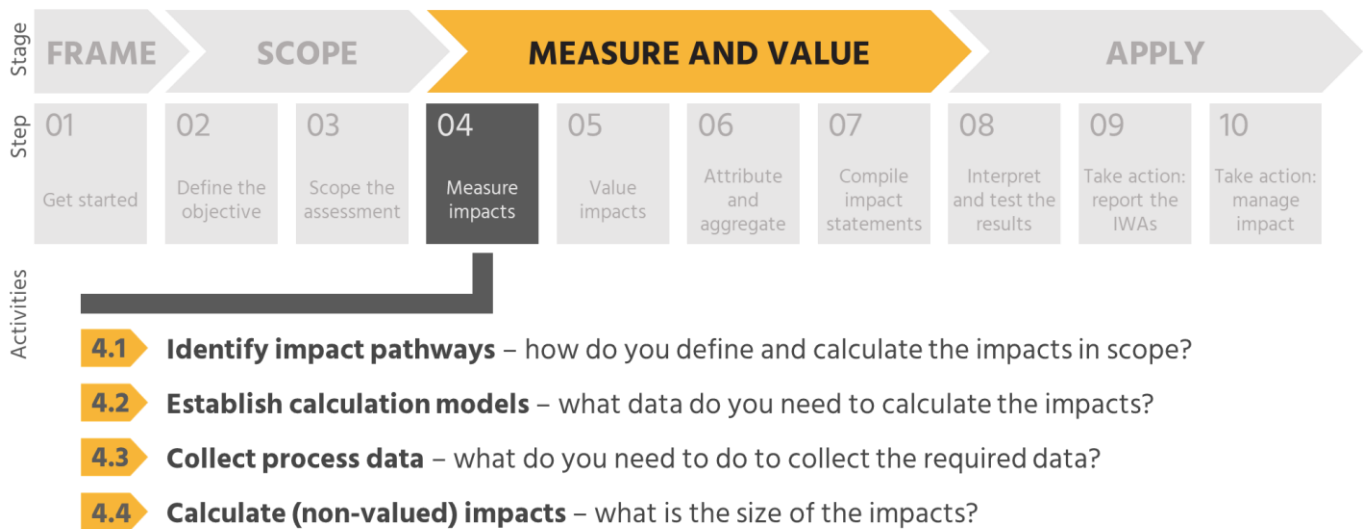 Stage
FRAME
SCOPE
MEASURE AND VALUE
APPLY
Step
01
Get started
02
Define the
objective
03
Scope the
assessment
04
Measure
impacts
05
Value
impacts
06
Attribute
and
aggregate
07
Compile
impact
statements
08
Interpret
and test the
results
09
Take action:
report the
IWAs
10
Take action:
manage
impact
Activities
4.1 Identify impact pathways – how do you define and calculate the impacts in scope?
4.2 Establish calculation models – what data do you need to calculate the impacts?
4.3 Collect process data – what do you need to do to collect the required data?
4.4 Calculate (non-valued) impacts – what is the size of the impacts?